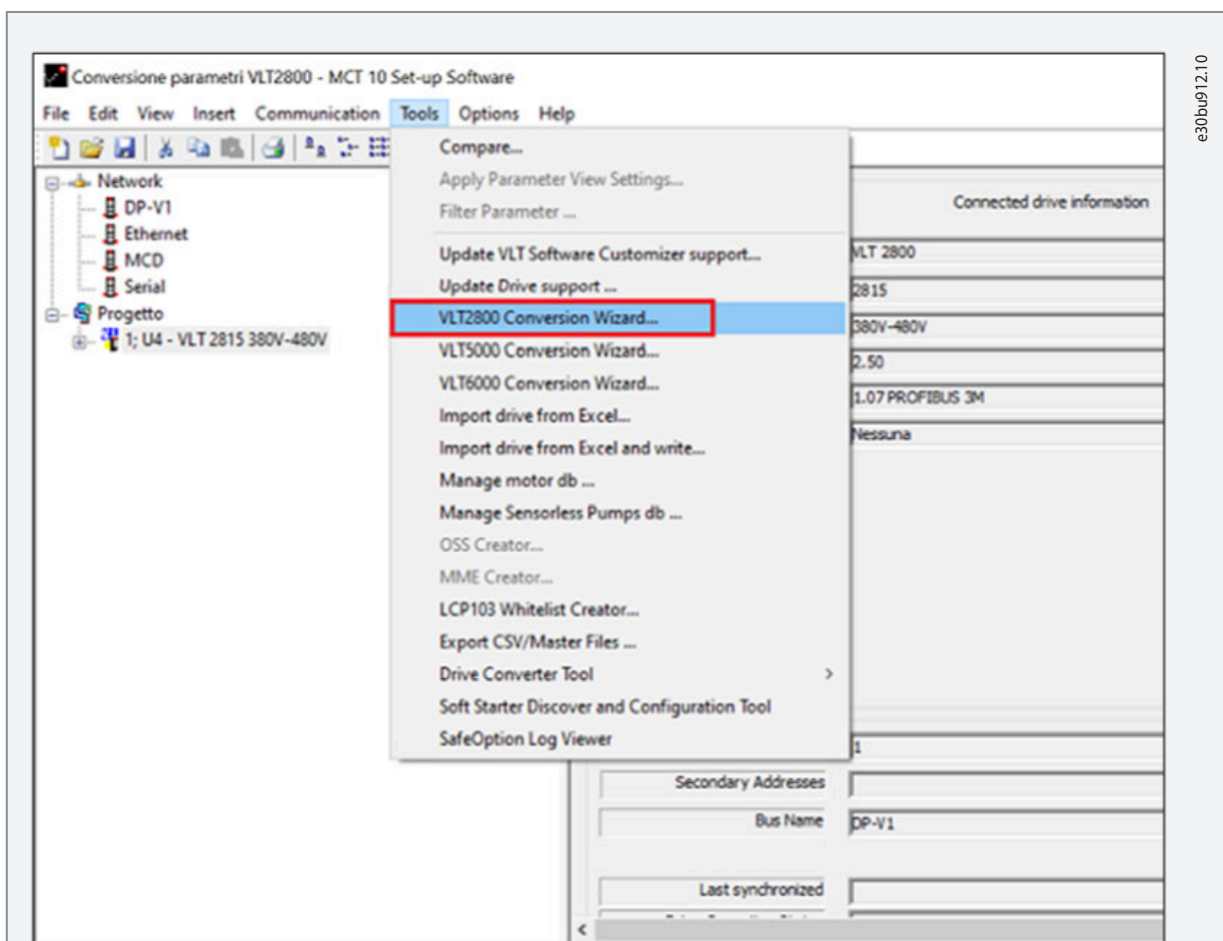 e30bu912.10
Conversione parametri VLT2800 - MCT 10 Set-up Software
File Edit View Insert Communication Tools Options Help
Network
DP-V1
Ethernet
MCD
Serial
Progetto
1; U4 - VLT 2815 380V-480V
Compare...
Apply Parameter View Settings...
Filter Parameter ...
Update VLT Software Customizer support...
Update Drive support ...
VLT2800 Conversion Wizard...
VLT5000 Conversion Wizard...
VLT6000 Conversion Wizard...
Import drive from Excel...
Import drive from Excel and write...
Manage motor db ...
Manage Sensorless Pumps db ...
OSS Creator...
MME Creator...
LCP103 Whitelist Creator...
Export CSV/Master Files ...
Drive Converter Tool
Soft Starter Discover and Configuration Tool
SafeOption Log Viewer
Connected drive information
VLT 2800
2815
380V-480V
2.50
1.07 PROFIBUS 3M
Nessuna
1
Secondary Addresses
Bus Name DP-V1
Last synchronized